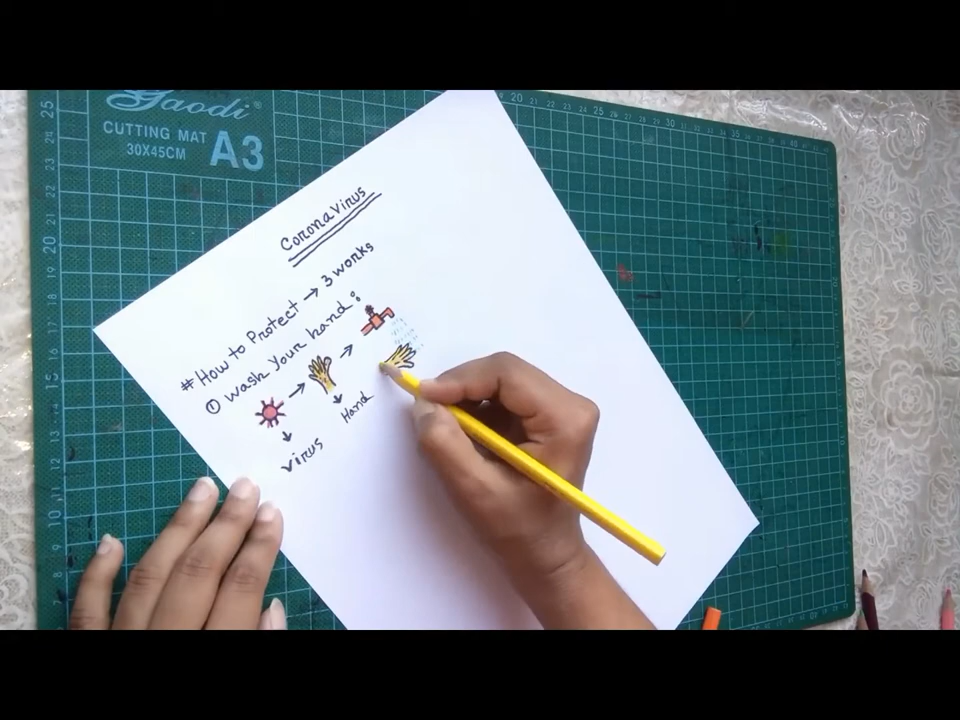 Gaodi®
CUTTING MAT
30X45CM
A3
CoronaVirus
# How to Protect → 3 works
① wash Your hand :
Hand
virus